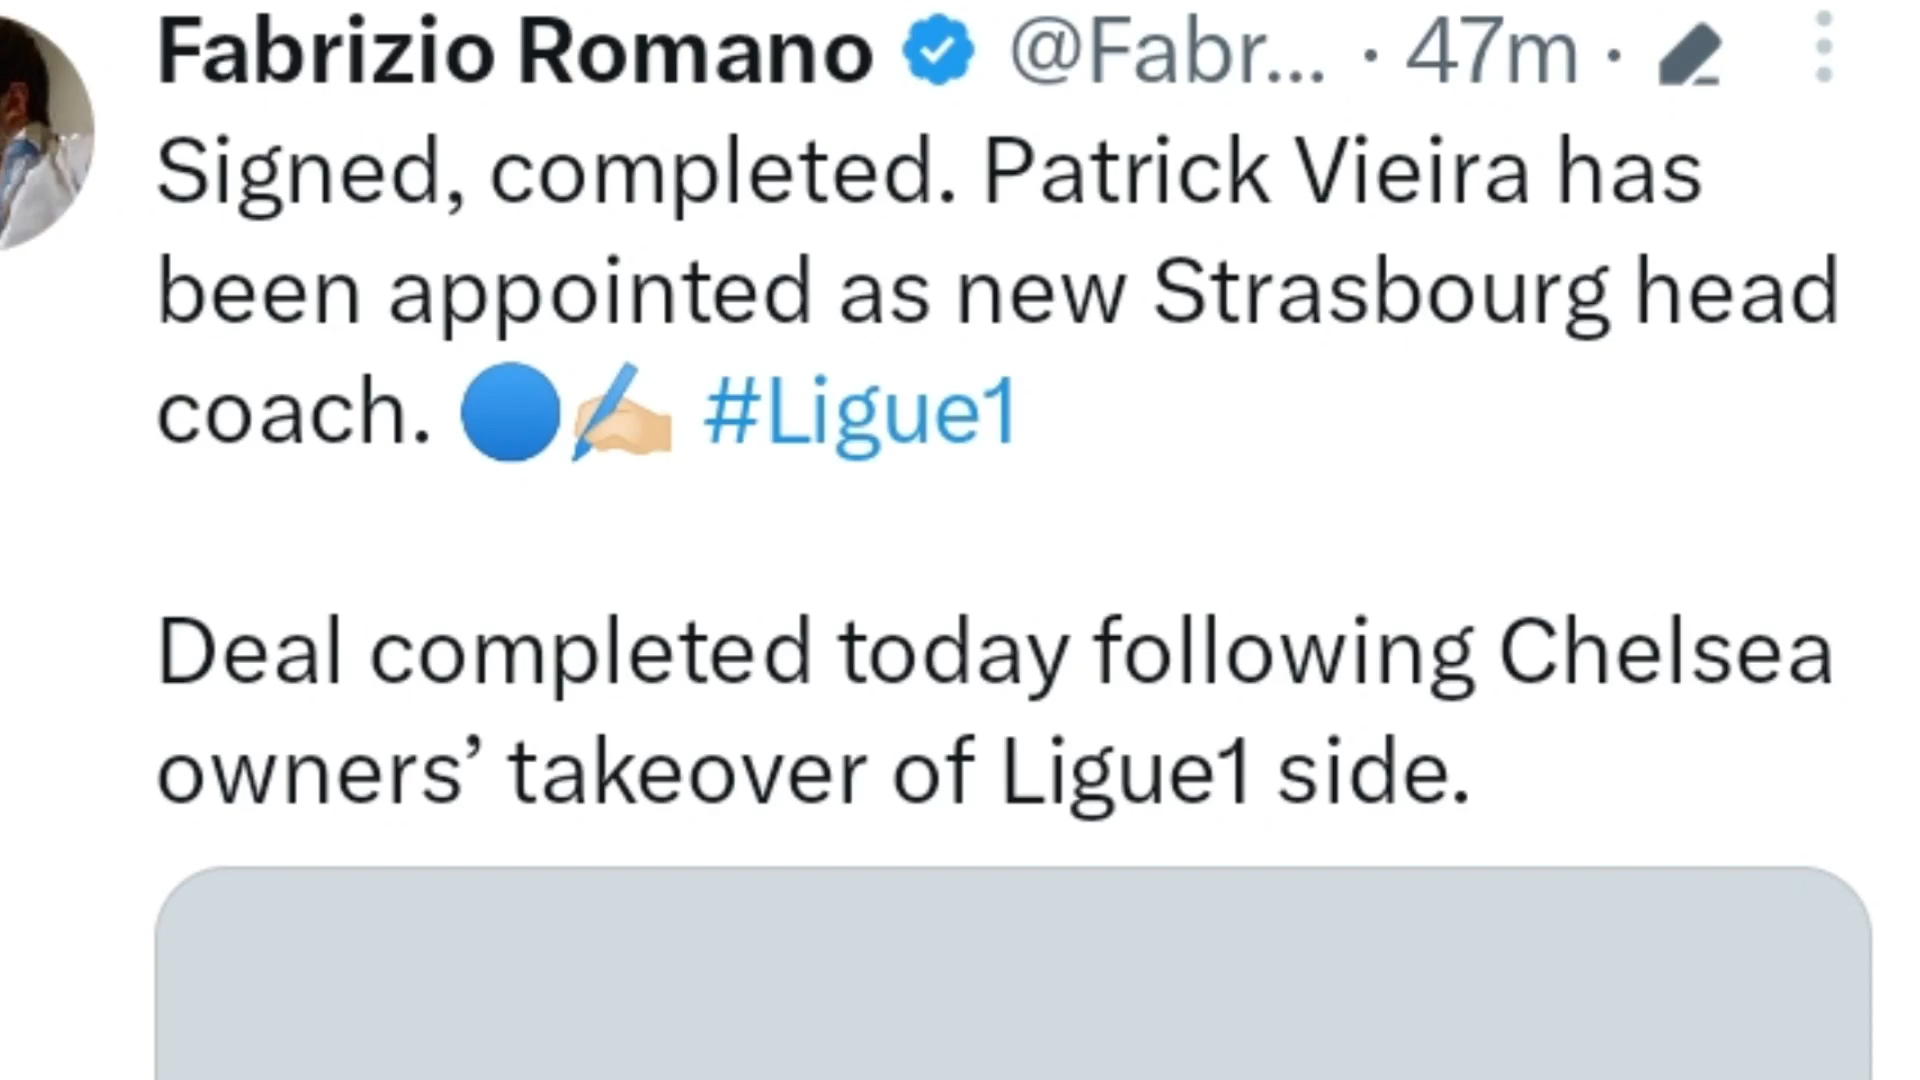 Fabrizio Romano @Fabr... · 47m ·
Signed, completed. Patrick Vieira has
been appointed as new Strasbourg head
coach. 🔵✍🏼 #Ligue1
Deal completed today following Chelsea
owners’ takeover of Ligue1 side.